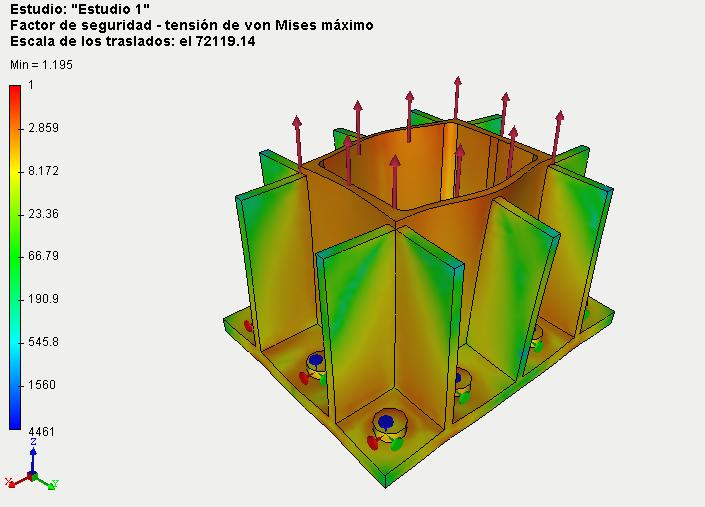 Estudio: "Estudio 1"
Factor de seguridad - tensión de von Mises máximo
Escala de los traslados: el 72119.14
Min = 1.195
1
2.859
8.172
23.36
66.79
190.9
545.8
1560
4461
Z
X
Y